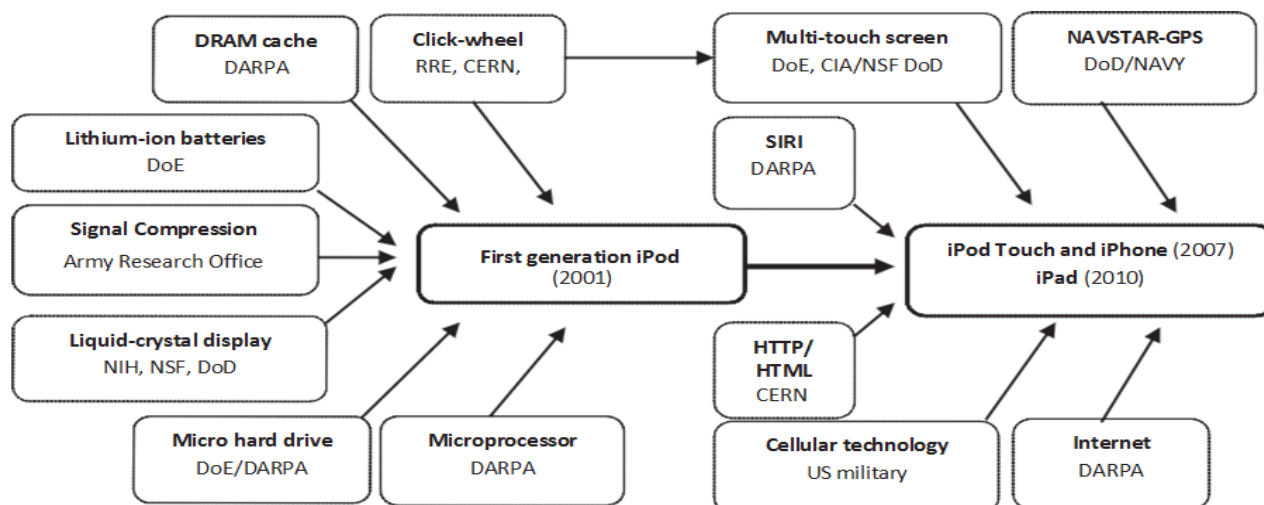 DRAM cache
DARPA
Click-wheel
RRE, CERN,
Multi-touch screen
DoE, CIA/NSF DoD
NAVSTAR-GPS
DoD/NAVY
Lithium-ion batteries
DoE
SIRI
DARPA
Signal Compression
Army Research Office
First generation iPod
(2001)
iPod Touch and iPhone (2007)
iPad (2010)
Liquid-crystal display
NIH, NSF, DoD
HTTP/
HTML
CERN
Micro hard drive
DoE/DARPA
Microprocessor
DARPA
Cellular technology
US military
Internet
DARPA